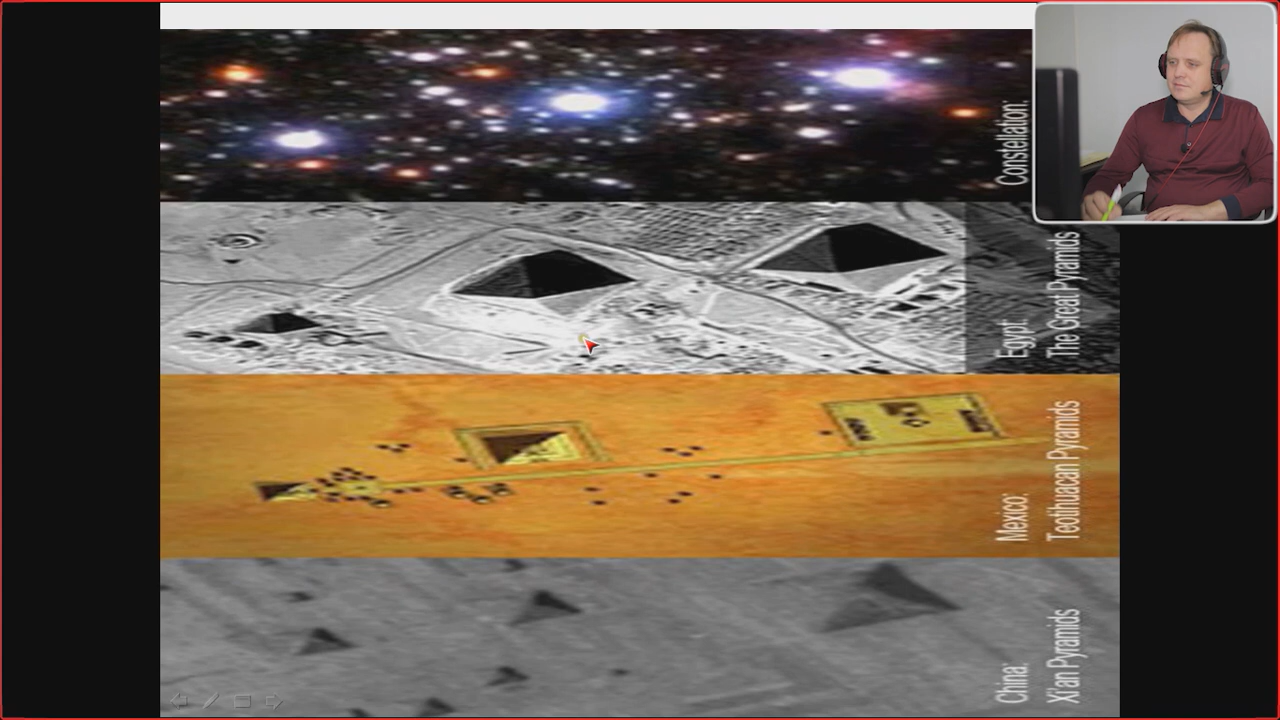 Constellation:
Egypt:
The Great Pyramids
Mexico:
Teotihuacan Pyramids
China:
Xi'an Pyramids